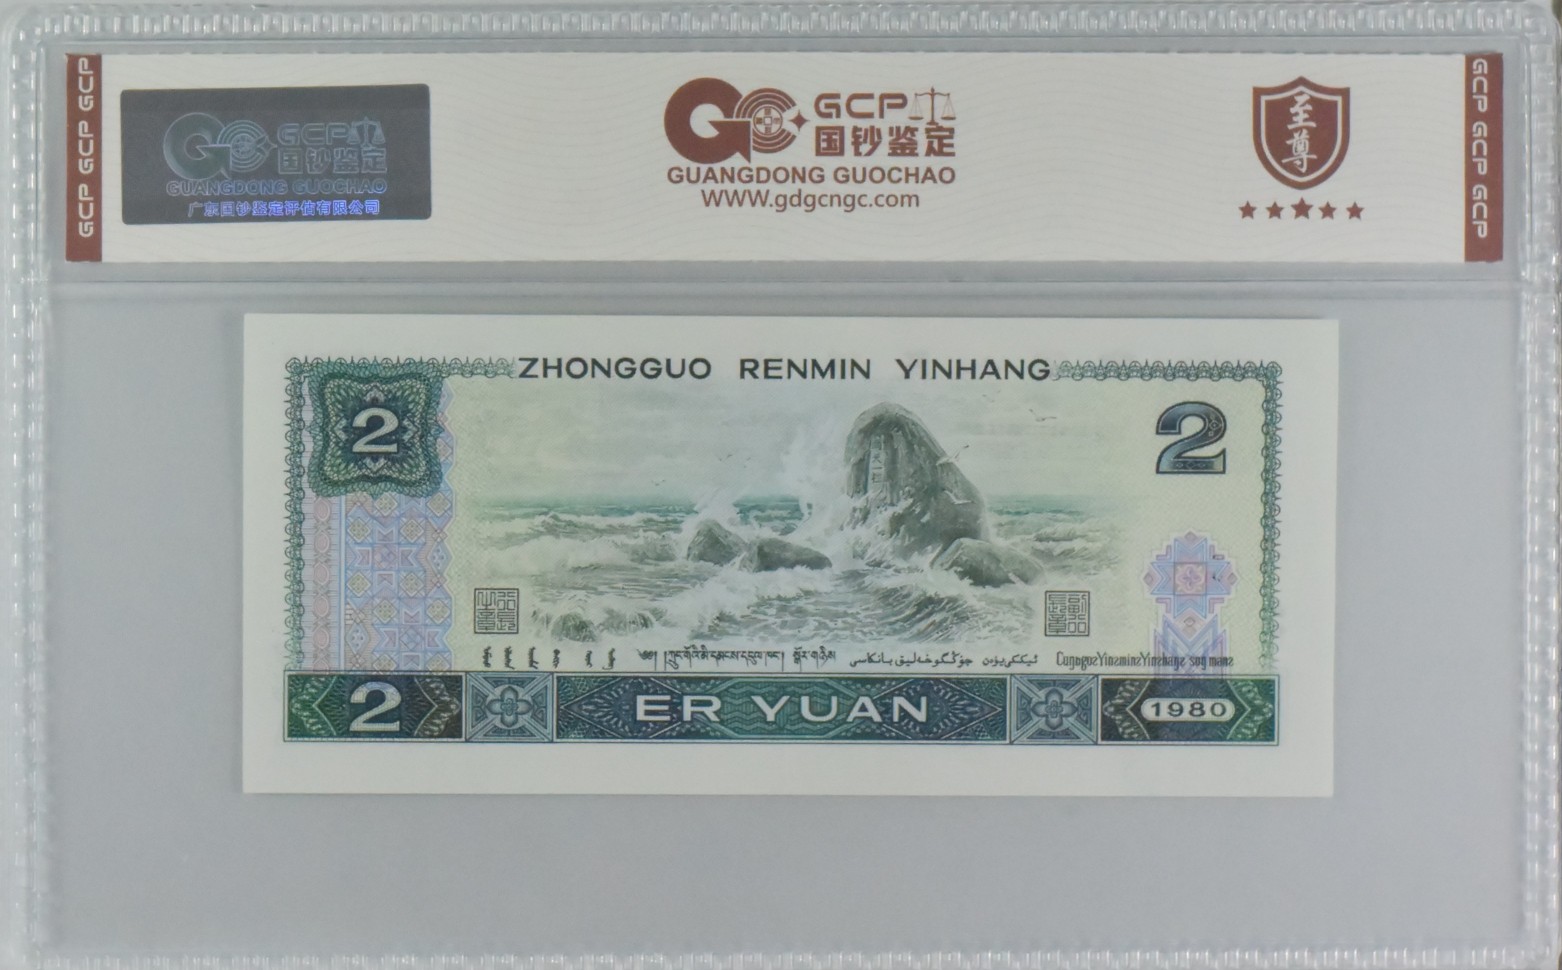 GCP GCP GCP
GCP
国钞鉴定
GUANGDONG GUOCHAO
广东国钞鉴定评估有限公司
GCP
国钞鉴定
GUANGDONG GUOCHAO
WWW.gdgcngc.com
至尊
GCP GCP GCP
ZHONGGUO RENMIN YINHANG
2
2
2
ER YUAN
1980